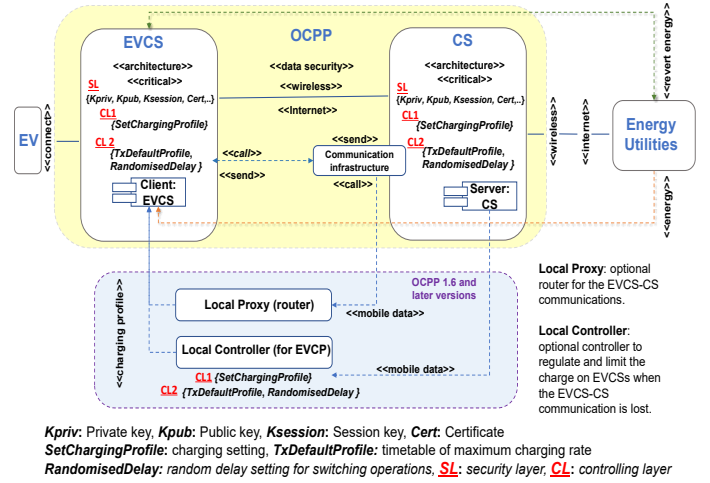 EVCS
OCPP
CS
<<architecture>>
<<critical>>
SL
{Kpriv, Kpub, Ksession, Cert,..}
CL1
{SetChargingProfile}
CL 2
{TxDefaultProfile,
RandomisedDelay }
Client:
EVCS
<<data security>>
<<wireless>>
<<Internet>>
<<send>>
<<call>>
<<send>>
Communication
infrastructure
<<call>>
<<architecture>>
<<critical>>
SL
{Kpriv, Kpub, Ksession, Cert,..}
CL1
{SetChargingProfile}
CL2
{TxDefaultProfile,
RandomisedDelay }
Server:
CS
EV
<<connect>>
<<wireless>>
<<internet>>
<<revert energy>>
Energy
Utilities
<<energy>>
OCPP 1.6 and
later versions
<<charging profile>>
Local Proxy (router)
<<mobile data>>
Local Controller (for EVCP)
<<mobile data>>
CL1 {SetChargingProfile}
CL2 {TxDefaultProfile, RandomisedDelay }
Local Proxy: optional
router for the EVCS-CS
communications.
Local Controller:
optional controller to
regulate and limit the
charge on EVCSs when
the EVCS-CS
communication is lost.
Kpriv: Private key, Kpub: Public key, Ksession: Session key, Cert: Certificate
SetChargingProfile: charging setting, TxDefaultProfile: timetable of maximum charging rate
RandomisedDelay: random delay setting for switching operations, SL: security layer, CL: controlling layer